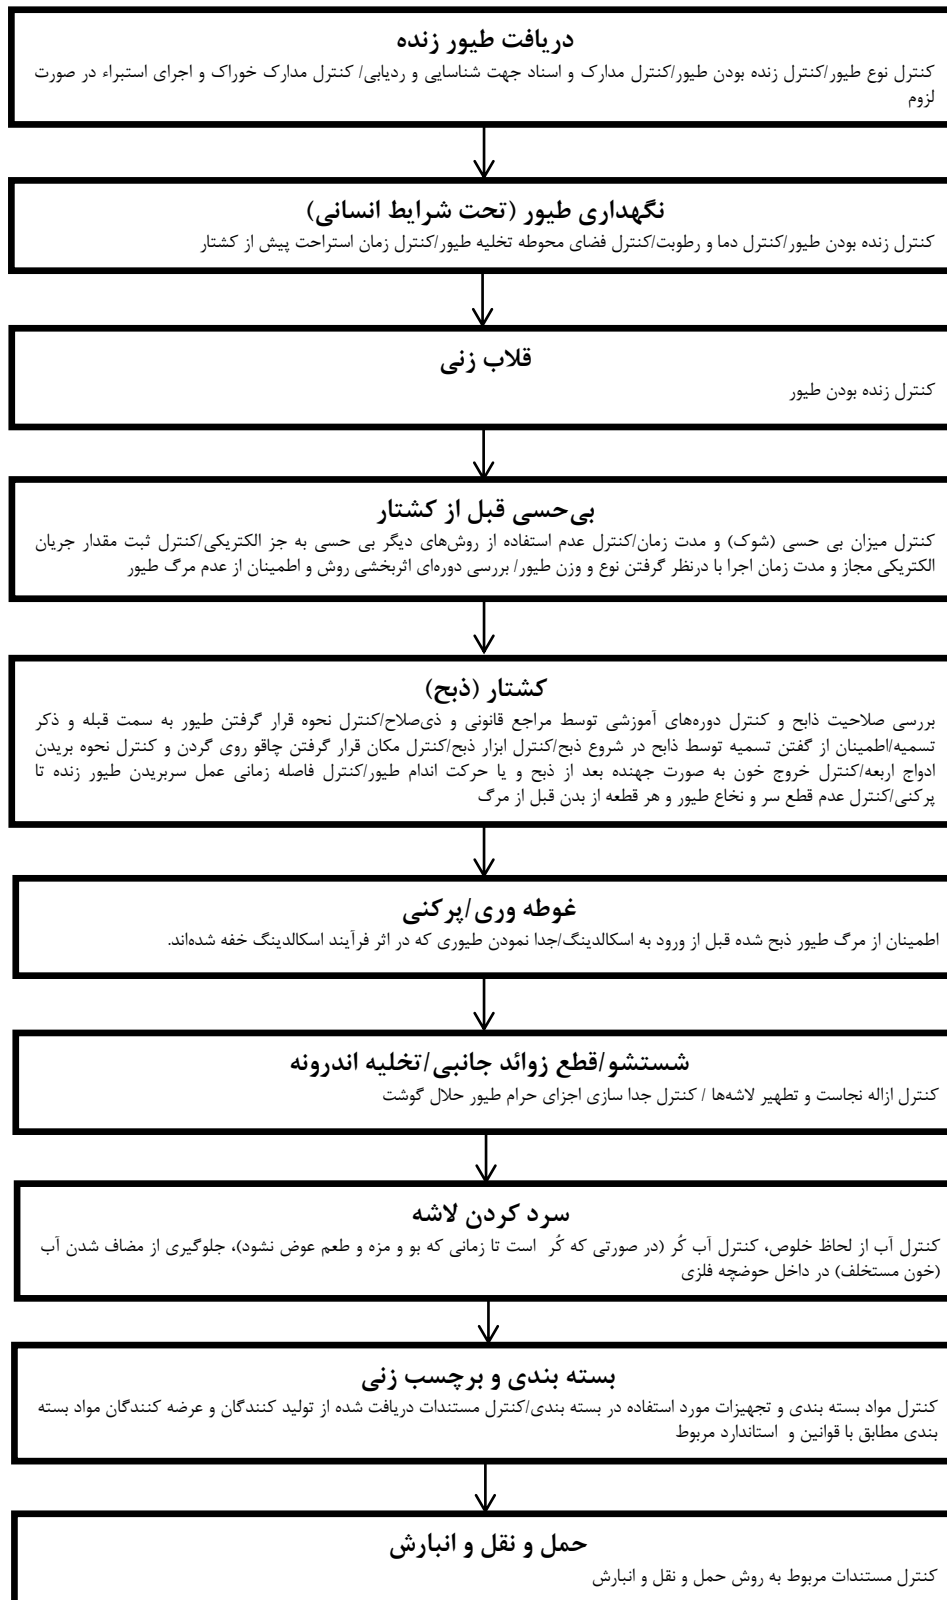 دریافت طیور زنده
کنترل نوع طیور/کنترل زنده بودن طیور/کنترل مدارک و اسناد جهت شناسایی و ردیابی/ کنترل مدارک خوراک و اجرای استبراء در صورت
لزوم
نگهداری طیور (تحت شرایط انسانی)
کنترل زنده بودن طیور/کنترل دما و رطوبت/کنترل فضای محوطه تخلیه طیور/کنترل زمان استراحت پیش از کشتار
قلاب زنی
کنترل زنده بودن طیور
بی‌حسی قبل از کشتار
کنترل میزان بی حسی (شوک) و مدت زمان/کنترل عدم استفاده از روش‌های دیگر بی حسی به جز الکتریکی/کنترل ثبت مقدار جریان
الکتریکی مجاز و مدت زمان اجرا با درنظر گرفتن نوع و وزن طیور/ بررسی دوره‌ای اثربخشی روش و اطمینان از عدم مرگ طیور
کشتار (ذبح)
بررسی صلاحیت ذابح و کنترل دوره‌های آموزشی توسط مراجع قانونی و ذی‌صلاح/کنترل نحوه قرار گرفتن طیور به سمت قبله و ذکر
تسمیه/اطمینان از گفتن تسمیه توسط ذابح در شروع ذبح/کنترل ابزار ذبح/کنترل مکان قرار گرفتن چاقو روی گردن و کنترل نحوه بریدن
ادواج اربعه/کنترل خروج خون به صورت جهنده بعد از ذبح و یا حرکت اندام طیور/کنترل فاصله زمانی عمل سربریدن طیور زنده تا
پرکنی/کنترل عدم قطع سر و نخاع طیور و هر قطعه از بدن قبل از مرگ
غوطه وری/پرکنی
اطمینان از مرگ طیور ذبح شده قبل از ورود به اسکالدینگ/جدا نمودن طیوری که در اثر فرآیند اسکالدینگ خفه شده‌اند.
شستشو/قطع زوائد جانبی/تخلیه اندرونه
کنترل ازاله نجاست و تطهیر لاشه‌ها / کنترل جدا سازی اجزای حرام طیور حلال گوشت
سرد کردن لاشه
کنترل آب از لحاظ خلوص، کنترل آب کُر (در صورتی که کُر است تا زمانی که بو و مزه و طعم عوض نشود)، جلوگیری از مضاف شدن آب
(خون مستخلف) در داخل حوضچه فلزی
بسته بندی و برچسب زنی
کنترل مواد بسته بندی و تجهیزات مورد استفاده در بسته بندی/کنترل مستندات دریافت شده از تولید کنندگان و عرضه کنندگان مواد بسته
بندی مطابق با قوانین و استاندارد مربوط
حمل و نقل و انبارش
کنترل مستندات مربوط به روش حمل و نقل و انبارش